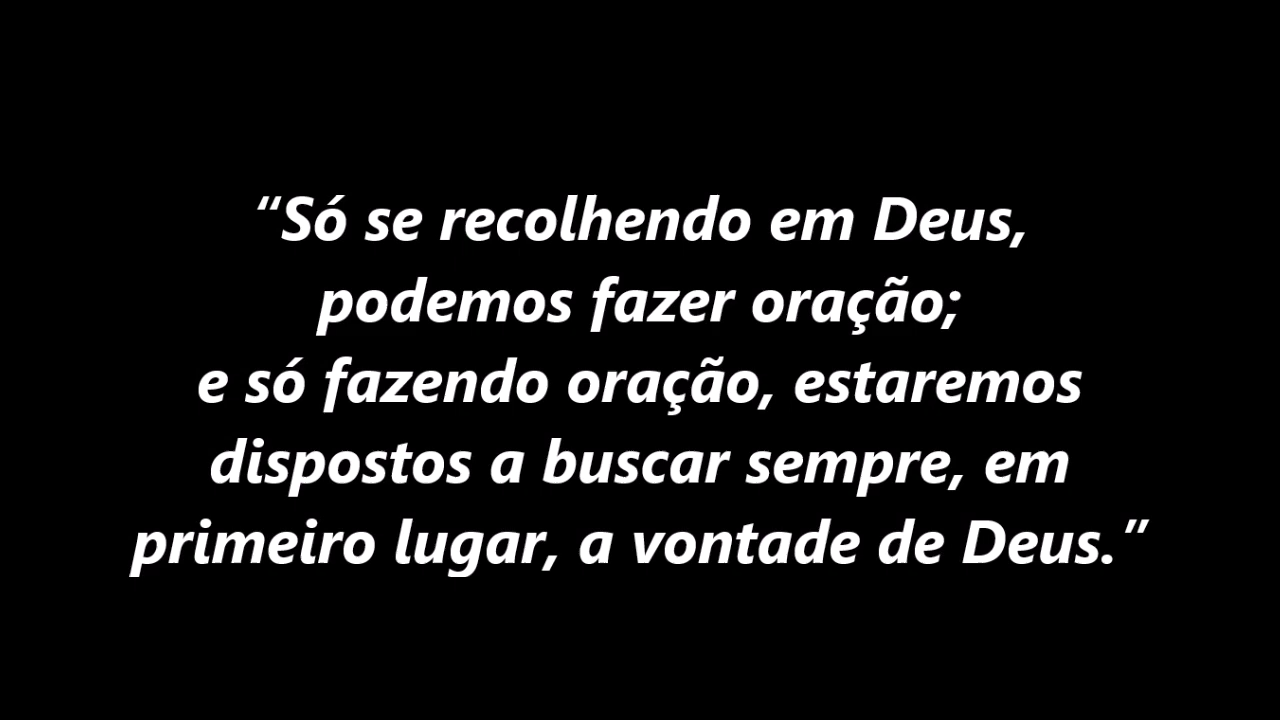 “Só se recolhendo em Deus,
podemos fazer oração;
e só fazendo oração, estaremos
dispostos a buscar sempre, em
primeiro lugar, a vontade de Deus.”